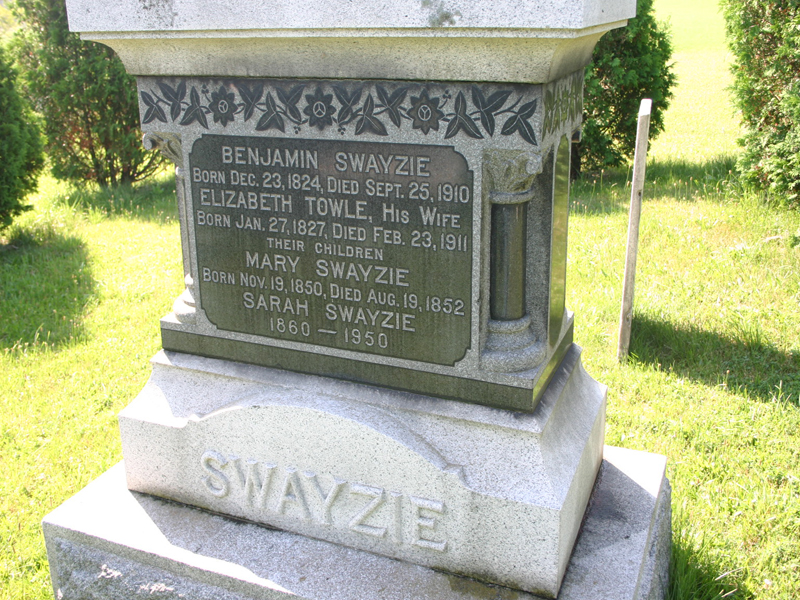 BENJAMIN SWAYZIE
BORN DEC. 23, 1824, DIED SEPT. 25, 1910
ELIZABETH TOWLE, HIS WIFE
BORN JAN. 27, 1827, DIED FEB. 23, 1911
THEIR CHILDREN
MARY SWAYZIE
BORN NOV. 19, 1850, DIED AUG. 19, 1852
SARAH SWAYZIE
1860 — 1950
SWAYZIE